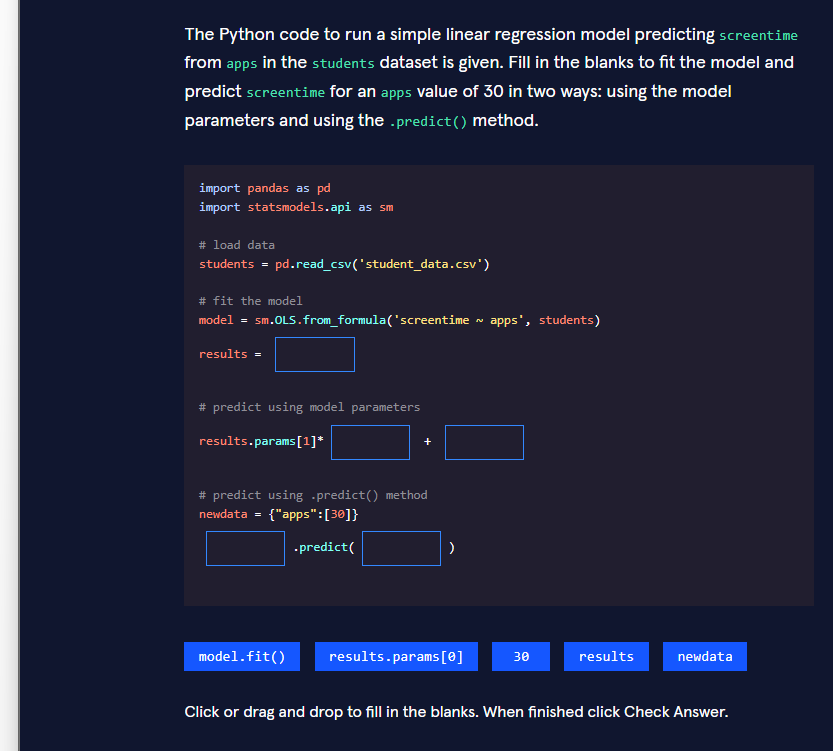 The Python code to run a simple linear regression model predicting screentime
from apps in the students dataset is given. Fill in the blanks to fit the model and
predict screentime for an apps value of 30 in two ways: using the model
parameters and using the .predict() method.
import pandas as pd
import statsmodels.api as sm
# load data
students = pd.read_csv('student_data.csv')
# fit the model
model = sm.OLS.from_formula('screentime ~ apps', students)
results =
# predict using model parameters
results.params[1]* +
# predict using .predict() method
newdata = {"apps":[30]}
.predict( )
model.fit() results.params[0] 30 results newdata
Click or drag and drop to fill in the blanks. When finished click Check Answer.